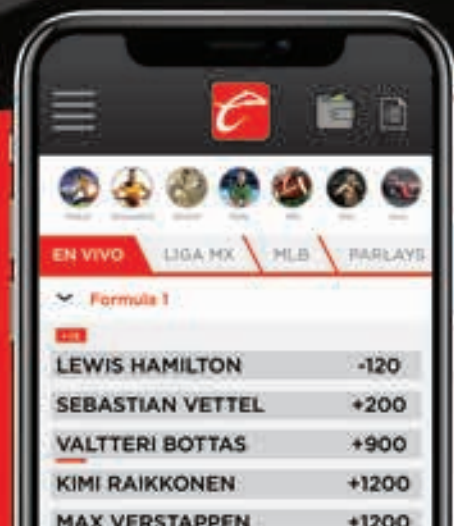 EN VIVO LIGA MX MLB PARLAYS
Formula 1
LEWIS HAMILTON -120
SEBASTIAN VETTEL +200
VALTTERI BOTTAS +900
KIMI RAIKKONEN +1200
MAX VERSTAPPEN +1200